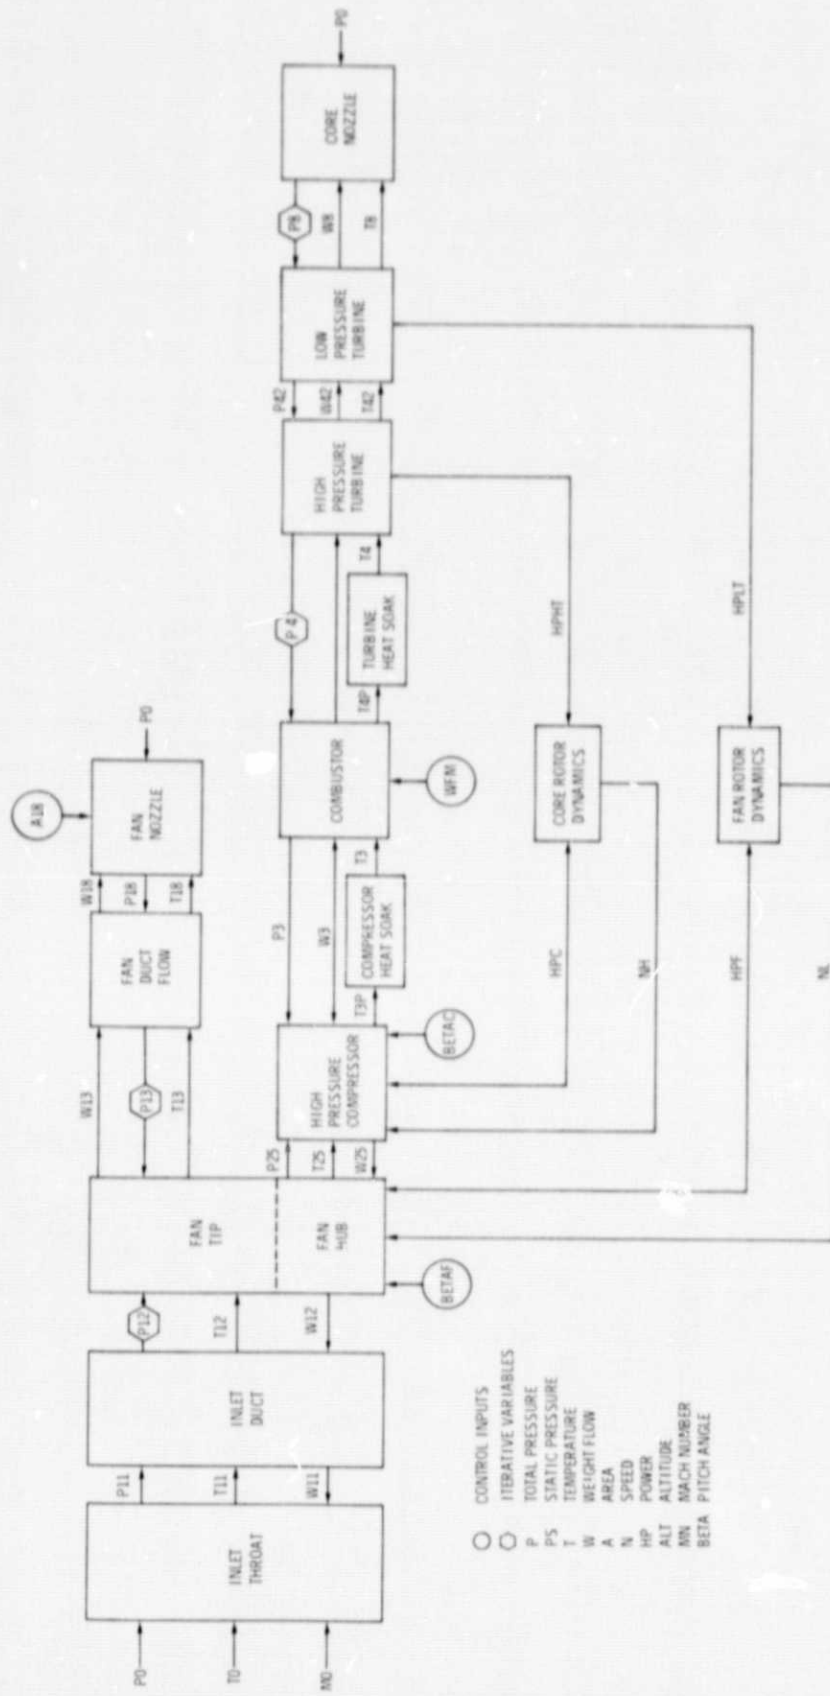 P0
T0
M0
INLET
THROAT
P11
T11
W11
INLET
DUCT
P12
T12
W12
FAN
TIP
FAN
HUB
BETAF
W13
P13
T13
FAN
DUCT
FLOW
W18
P18
T18
FAN
NOZZLE
A18
P0
P25
T25
W25
HIGH
PRESSURE
COMPRESSOR
BETAC
P3
W3
T3P
COMPRESSOR
HEAT SOAK
T3
COMBUSTOR
WFM
P4
T4P
TURBINE
HEAT SOAK
T4
HIGH
PRESSURE
TURBINE
P42
W42
T42
LOW
PRESSURE
TURBINE
P8
W8
T8
CORE
NOZZLE
P0
HPC
NH
CORE ROTOR
DYNAMICS
HPHT
HPF
NL
FAN ROTOR
DYNAMICS
HPLT
CONTROL INPUTS
ITERATIVE VARIABLES
P TOTAL PRESSURE
PS STATIC PRESSURE
T TEMPERATURE
W WEIGHT FLOW
A AREA
N SPEED
HP POWER
ALT ALTITUDE
MN MACH NUMBER
BETA PITCH ANGLE